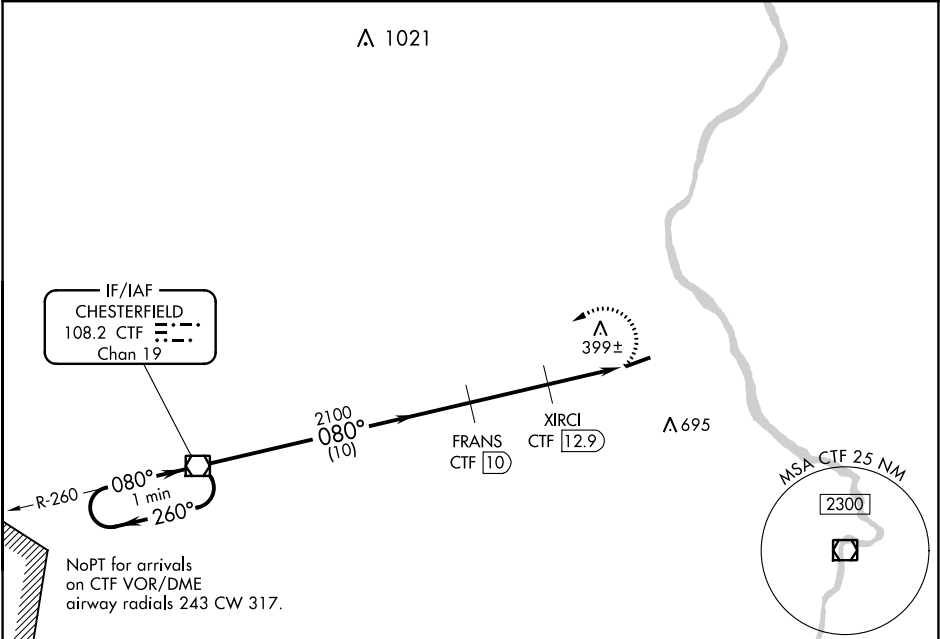 1021
IF/IAF
CHESTERFIELD
108.2 CTF
Chan 19
399±
2100
080°
(10)
FRANS
CTF 10
XIRCI
CTF 12.9
695
R-260
080°
1 min
260°
MSA CTF 25 NM
2300
NoPT for arrivals
on CTF VOR/DME
airway radials 243 CW 317.